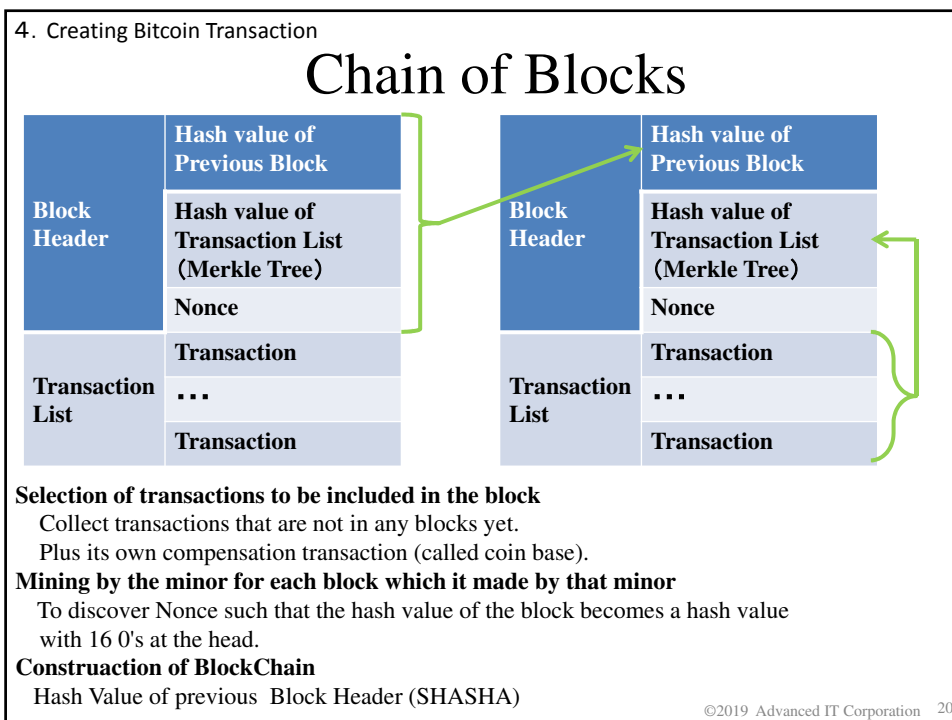 4. Creating Bitcoin Transaction
Chain of Blocks
Block
Header
Hash value of
Previous Block
Hash value of
Transaction List
（Merkle Tree）
Nonce
Transaction
List
Transaction
…
Transaction
Block
Header
Hash value of
Previous Block
Hash value of
Transaction List
（Merkle Tree）
Nonce
Transaction
List
Transaction
…
Transaction
Selection of transactions to be included in the block
Collect transactions that are not in any blocks yet.
Plus its own compensation transaction (called coin base).
Mining by the minor for each block which it made by that minor
To discover Nonce such that the hash value of the block becomes a hash value
with 16 0's at the head.
Construaction of BlockChain
Hash Value of previous Block Header (SHASHA)
©2019 Advanced IT Corporation 20